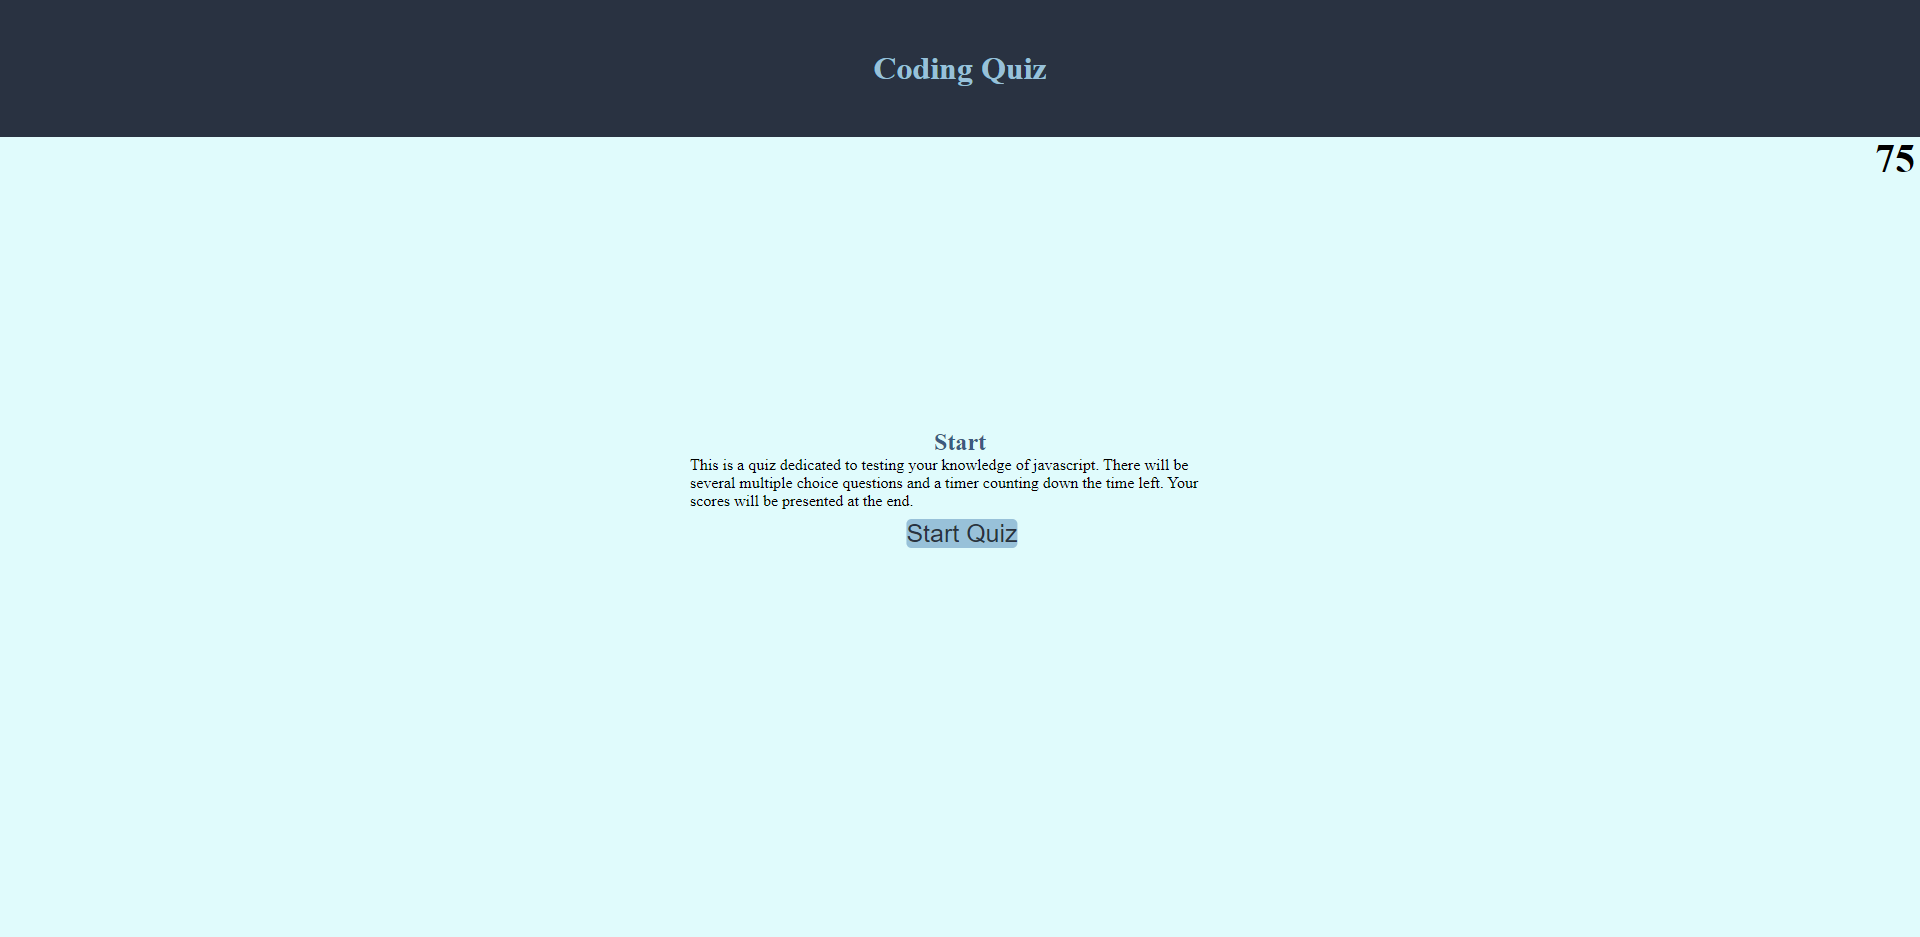 Coding Quiz
75
Start
This is a quiz dedicated to testing your knowledge of javascript. There will be
several multiple choice questions and a timer counting down the time left. Your
scores will be presented at the end.
Start Quiz